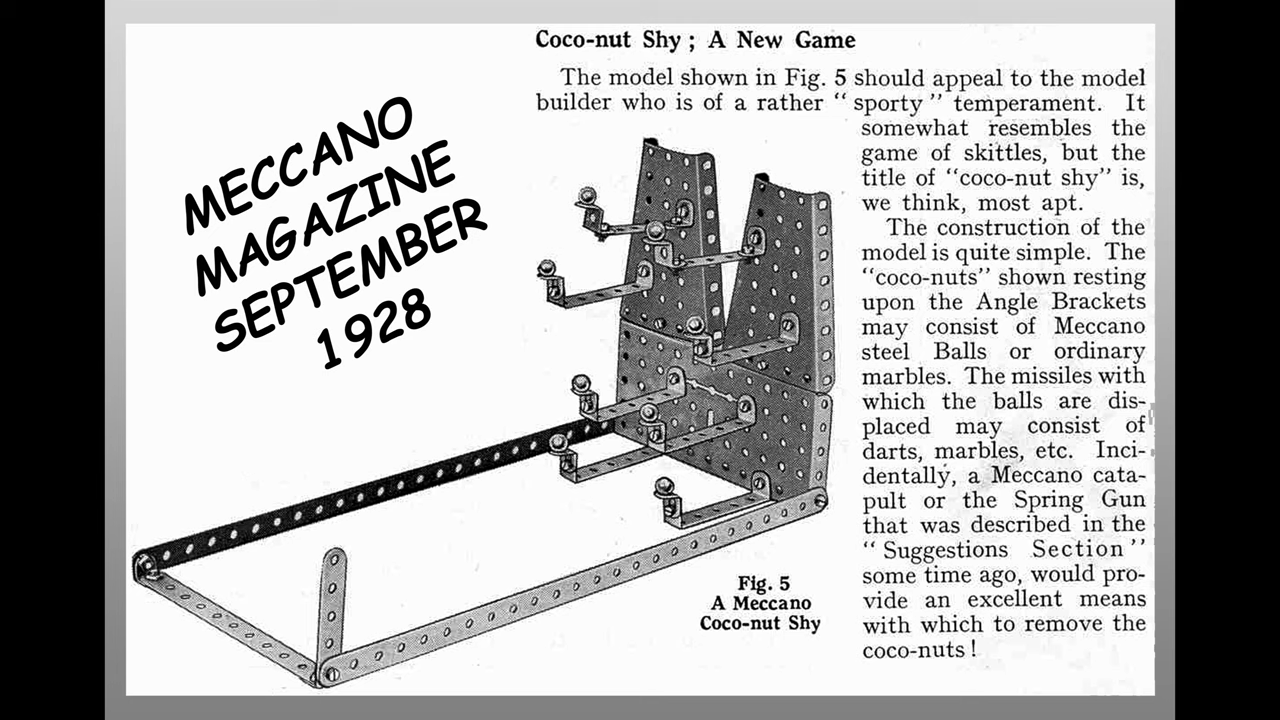 MECCANO
MAGAZINE
SEPTEMBER
1928
Coco-nut Shy ; A New Game
The model shown in Fig. 5 should appeal to the model
builder who is of a rather “ sporty ” temperament. It
somewhat resembles the
game of skittles, but the
title of “coco-nut shy” is,
we think, most apt.
The construction of the
model is quite simple. The
“coco-nuts” shown resting
upon the Angle Brackets
may consist of Meccano
steel Balls or ordinary
marbles. The missiles with
which the balls are dis-
placed may consist of
darts, marbles, etc. Inci-
dentally, a Meccano cata-
pult or the Spring Gun
that was described in the
“ Suggestions Section ”
some time ago, would pro-
vide an excellent means
with which to remove the
coco-nuts !
Fig. 5
A Meccano
Coco-nut Shy